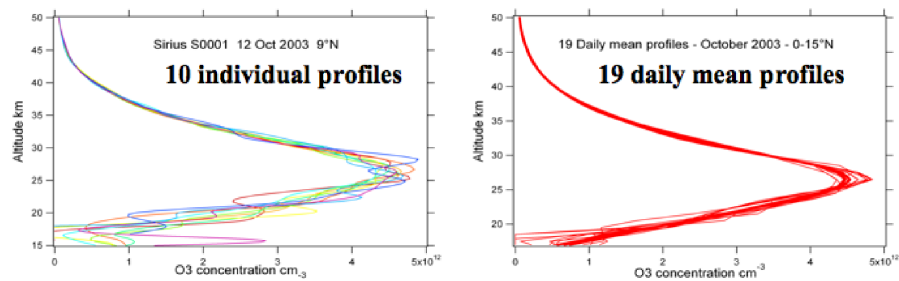 Sirius S0001 12 Oct 2003 9°N
10 individual profiles
50
45
40
35
30
25
20
15
Altitude km
0
1
2
3
4
5x10¹²
O3 concentration cm-3
19 Daily mean profiles - October 2003 - 0-15°N
19 daily mean profiles
50
40
30
20
Altitude km
0
1
2
3
4
5x10¹²
O3 concentration cm-3